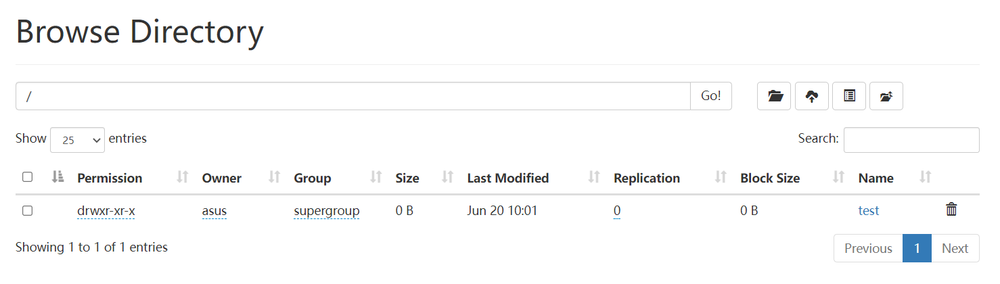 Browse Directory
/ Go!
Show 25 entries Search:
Permission Owner Group Size Last Modified Replication Block Size Name
drwxr-xr-x asus supergroup 0 B Jun 20 10:01 0 0 B test
Showing 1 to 1 of 1 entries Previous 1 Next